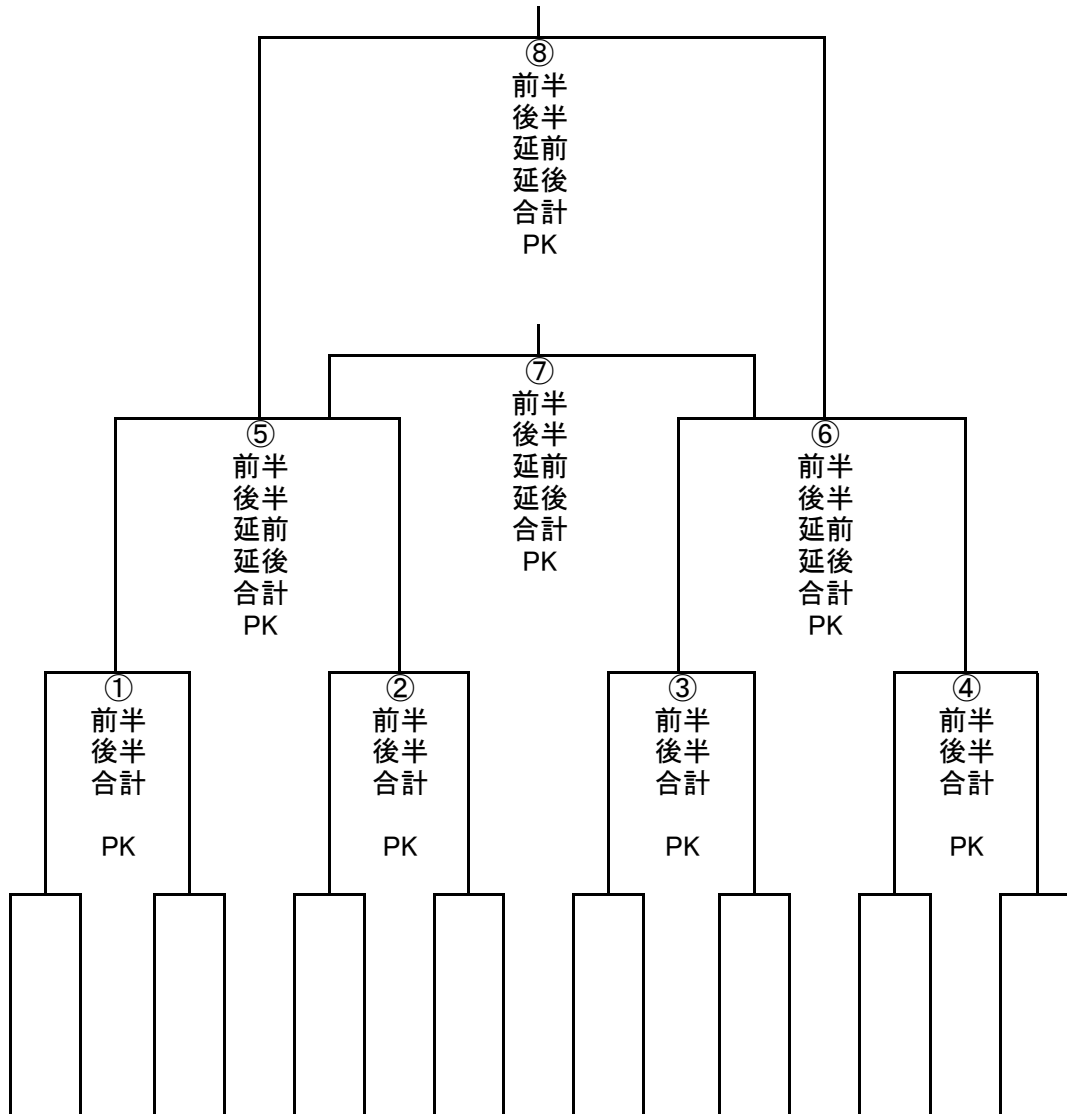 ⑧
前半
後半
延前
延後
合計
PK
⑦
前半
後半
延前
延後
合計
PK
⑤
前半
後半
延前
延後
合計
PK
⑥
前半
後半
延前
延後
合計
PK
①
前半
後半
合計
PK
②
前半
後半
合計
PK
③
前半
後半
合計
PK
④
前半
後半
合計
PK